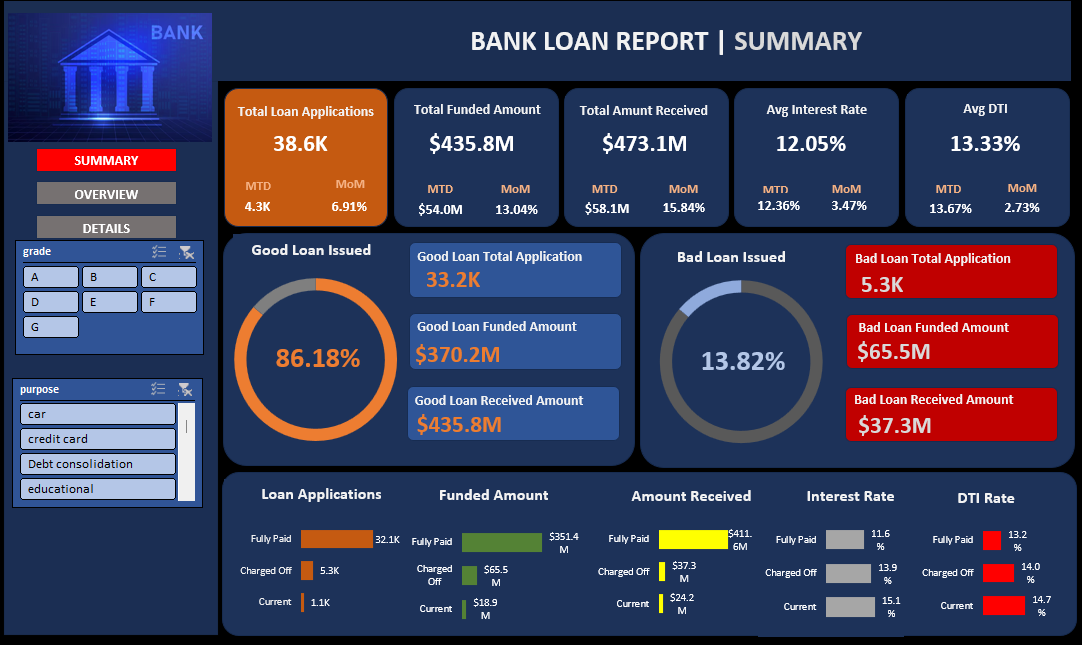 BANK
BANK LOAN REPORT | SUMMARY
SUMMARY
OVERVIEW
DETAILS
grade
A B C
D E F
G
purpose
car
credit card
Debt consolidation
educational
Total Loan Applications
38.6K
MTD MoM
4.3K 6.91%
Total Funded Amount
$435.8M
MTD MoM
$54.0M 13.04%
Total Amunt Received
$473.1M
MTD MoM
$58.1M 15.84%
Avg Interest Rate
12.05%
MTD MoM
12.36% 3.47%
Avg DTI
13.33%
MTD MoM
13.67% 2.73%
Good Loan Issued
86.18%
Good Loan Total Application
33.2K
Good Loan Funded Amount
$370.2M
Good Loan Received Amount
$435.8M
Bad Loan Issued
13.82%
Bad Loan Total Application
5.3K
Bad Loan Funded Amount
$65.5M
Bad Loan Received Amount
$37.3M
Loan Applications
Fully Paid 32.1K
Charged Off 5.3K
Current 1.1K
Funded Amount
Fully Paid $351.4
M
Charged
Off
$65.5
M
Current $18.9
M
Amount Received
Fully Paid $411.
6M
Charged Off $37.3
M
Current $24.2
M
Interest Rate
Fully Paid 11.6
%
Charged Off 13.9
%
Current 15.1
%
DTI Rate
Fully Paid 13.2
%
Charged Off 14.0
%
Current 14.7
%